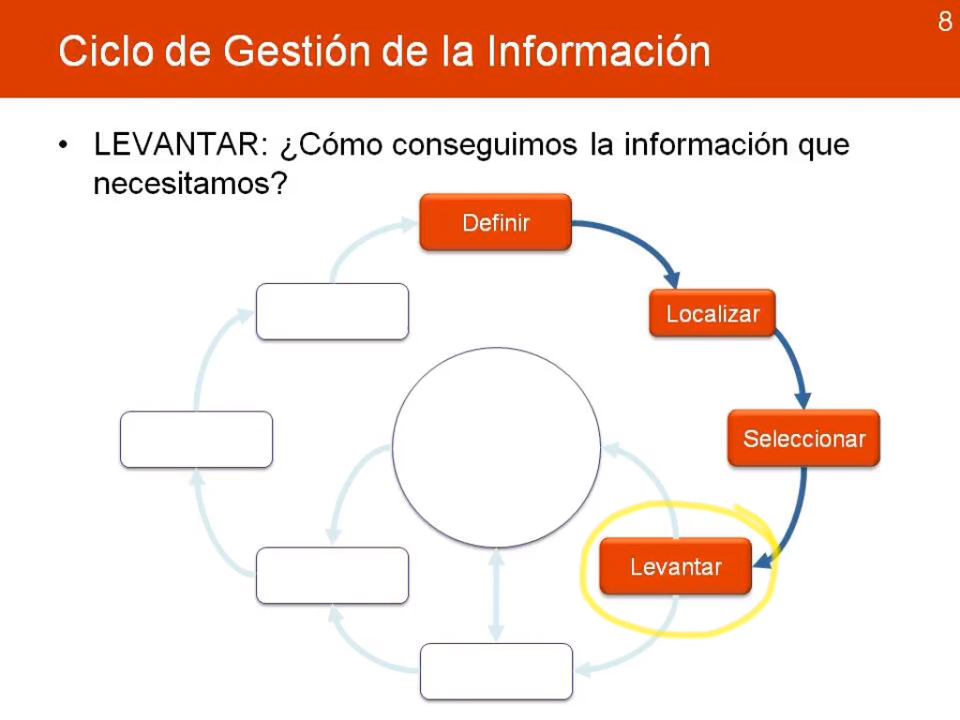 8
Ciclo de Gestión de la Información
• LEVANTAR: ¿Cómo conseguimos la información que
necesitamos?
Definir
Localizar
Seleccionar
Levantar